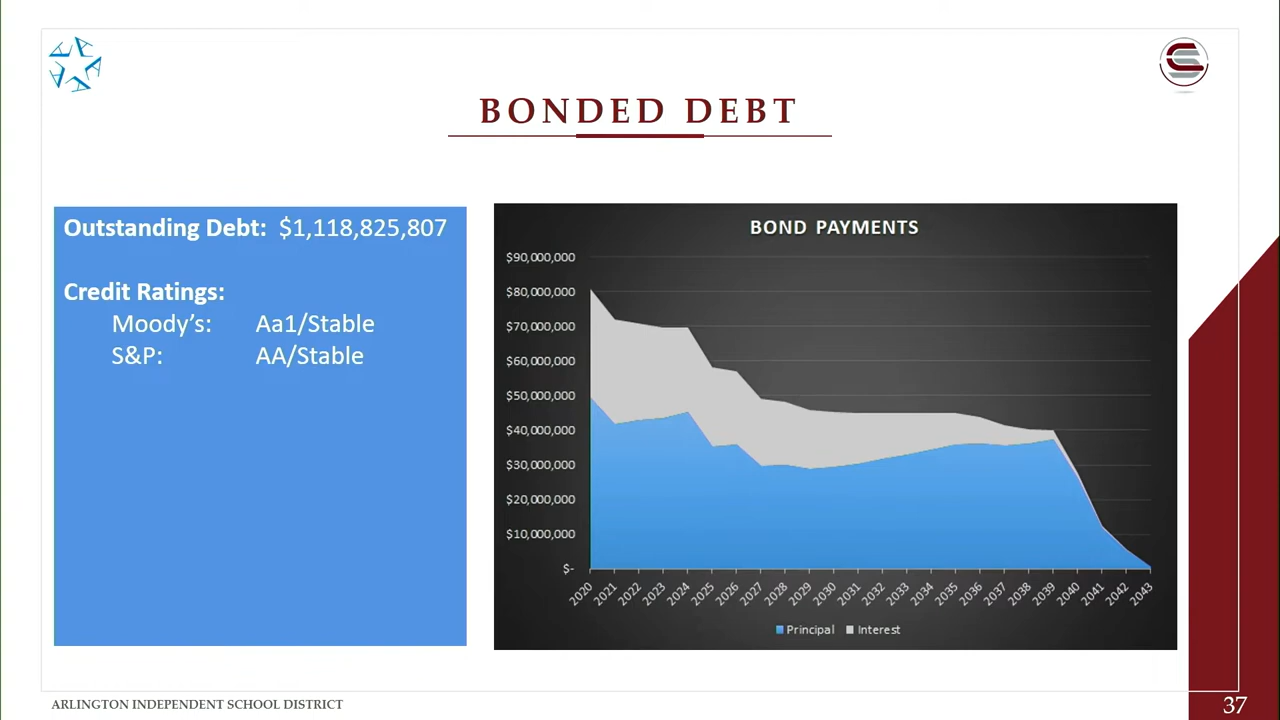 BONDED DEBT
Outstanding Debt: $1,118,825,807
Credit Ratings:
Moody's: Aa1/Stable
S&P: AA/Stable
BOND PAYMENTS
$90,000,000
$80,000,000
$70,000,000
$60,000,000
$50,000,000
$40,000,000
$30,000,000
$20,000,000
$10,000,000
$-
2020 2021 2022 2023 2024 2025 2026 2027 2028 2029 2030 2031 2032 2033 2034 2035 2036 2037 2038 2039 2040 2041 2042 2043
Principal Interest
ARLINGTON INDEPENDENT SCHOOL DISTRICT
37